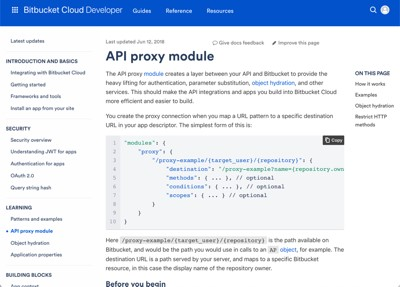 Bitbucket Cloud Developer
Guides
Reference
Resources
Latest updates
INTRODUCTION AND BASICS
Integrating with Bitbucket Cloud
Getting started
Frameworks and tools
Install an app from your site
SECURITY
Security overview
Understanding JWT for apps
Authentication for apps
OAuth 2.0
Query string hash
LEARNING
Patterns and examples
API proxy module
Object hydration
Application properties
BUILDING BLOCKS
Last updated Jun 12, 2018
Give docs feedback
Improve this page
API proxy module
The API proxy module creates a layer between your API and Bitbucket to provide the
heavy lifting for authentication, parameter substitution, object hydration, and other
services. This should make the API integrations and apps you build into Bitbucket Cloud
more efficient and easier to build.
You create the proxy connection when you map a URL pattern to a specific destination
URL in your app descriptor. The simplest form of this is:
Copy
1 "modules": {
2 "proxy": {
3 "/proxy-example/{target_user}/{repository}": {
4 "destination": "/proxy-example?name={repository.own
5 "methods": { ... }, // optional
6 "conditions": { ... }, // optional
7 "scopes": { ... } // optional
8 }
9 }
10 }
Here /proxy-example/{target_user}/{repository} is the path available on
Bitbucket, and would be the path you would use in calls to an AP object, for example. The
destination URL is a path served by your server, and maps to a specific Bitbucket
resource, in this case the display name of the repository owner.
Before you begin
ON THIS PAGE
How it works
Examples
Object hydration
Restrict HTTP
methods